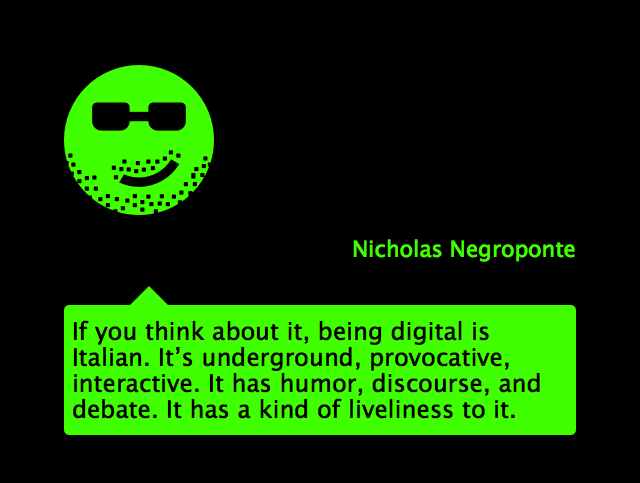 Nicholas Negroponte
If you think about it, being digital is
Italian. It’s underground, provocative,
interactive. It has humor, discourse, and
debate. It has a kind of liveliness to it.